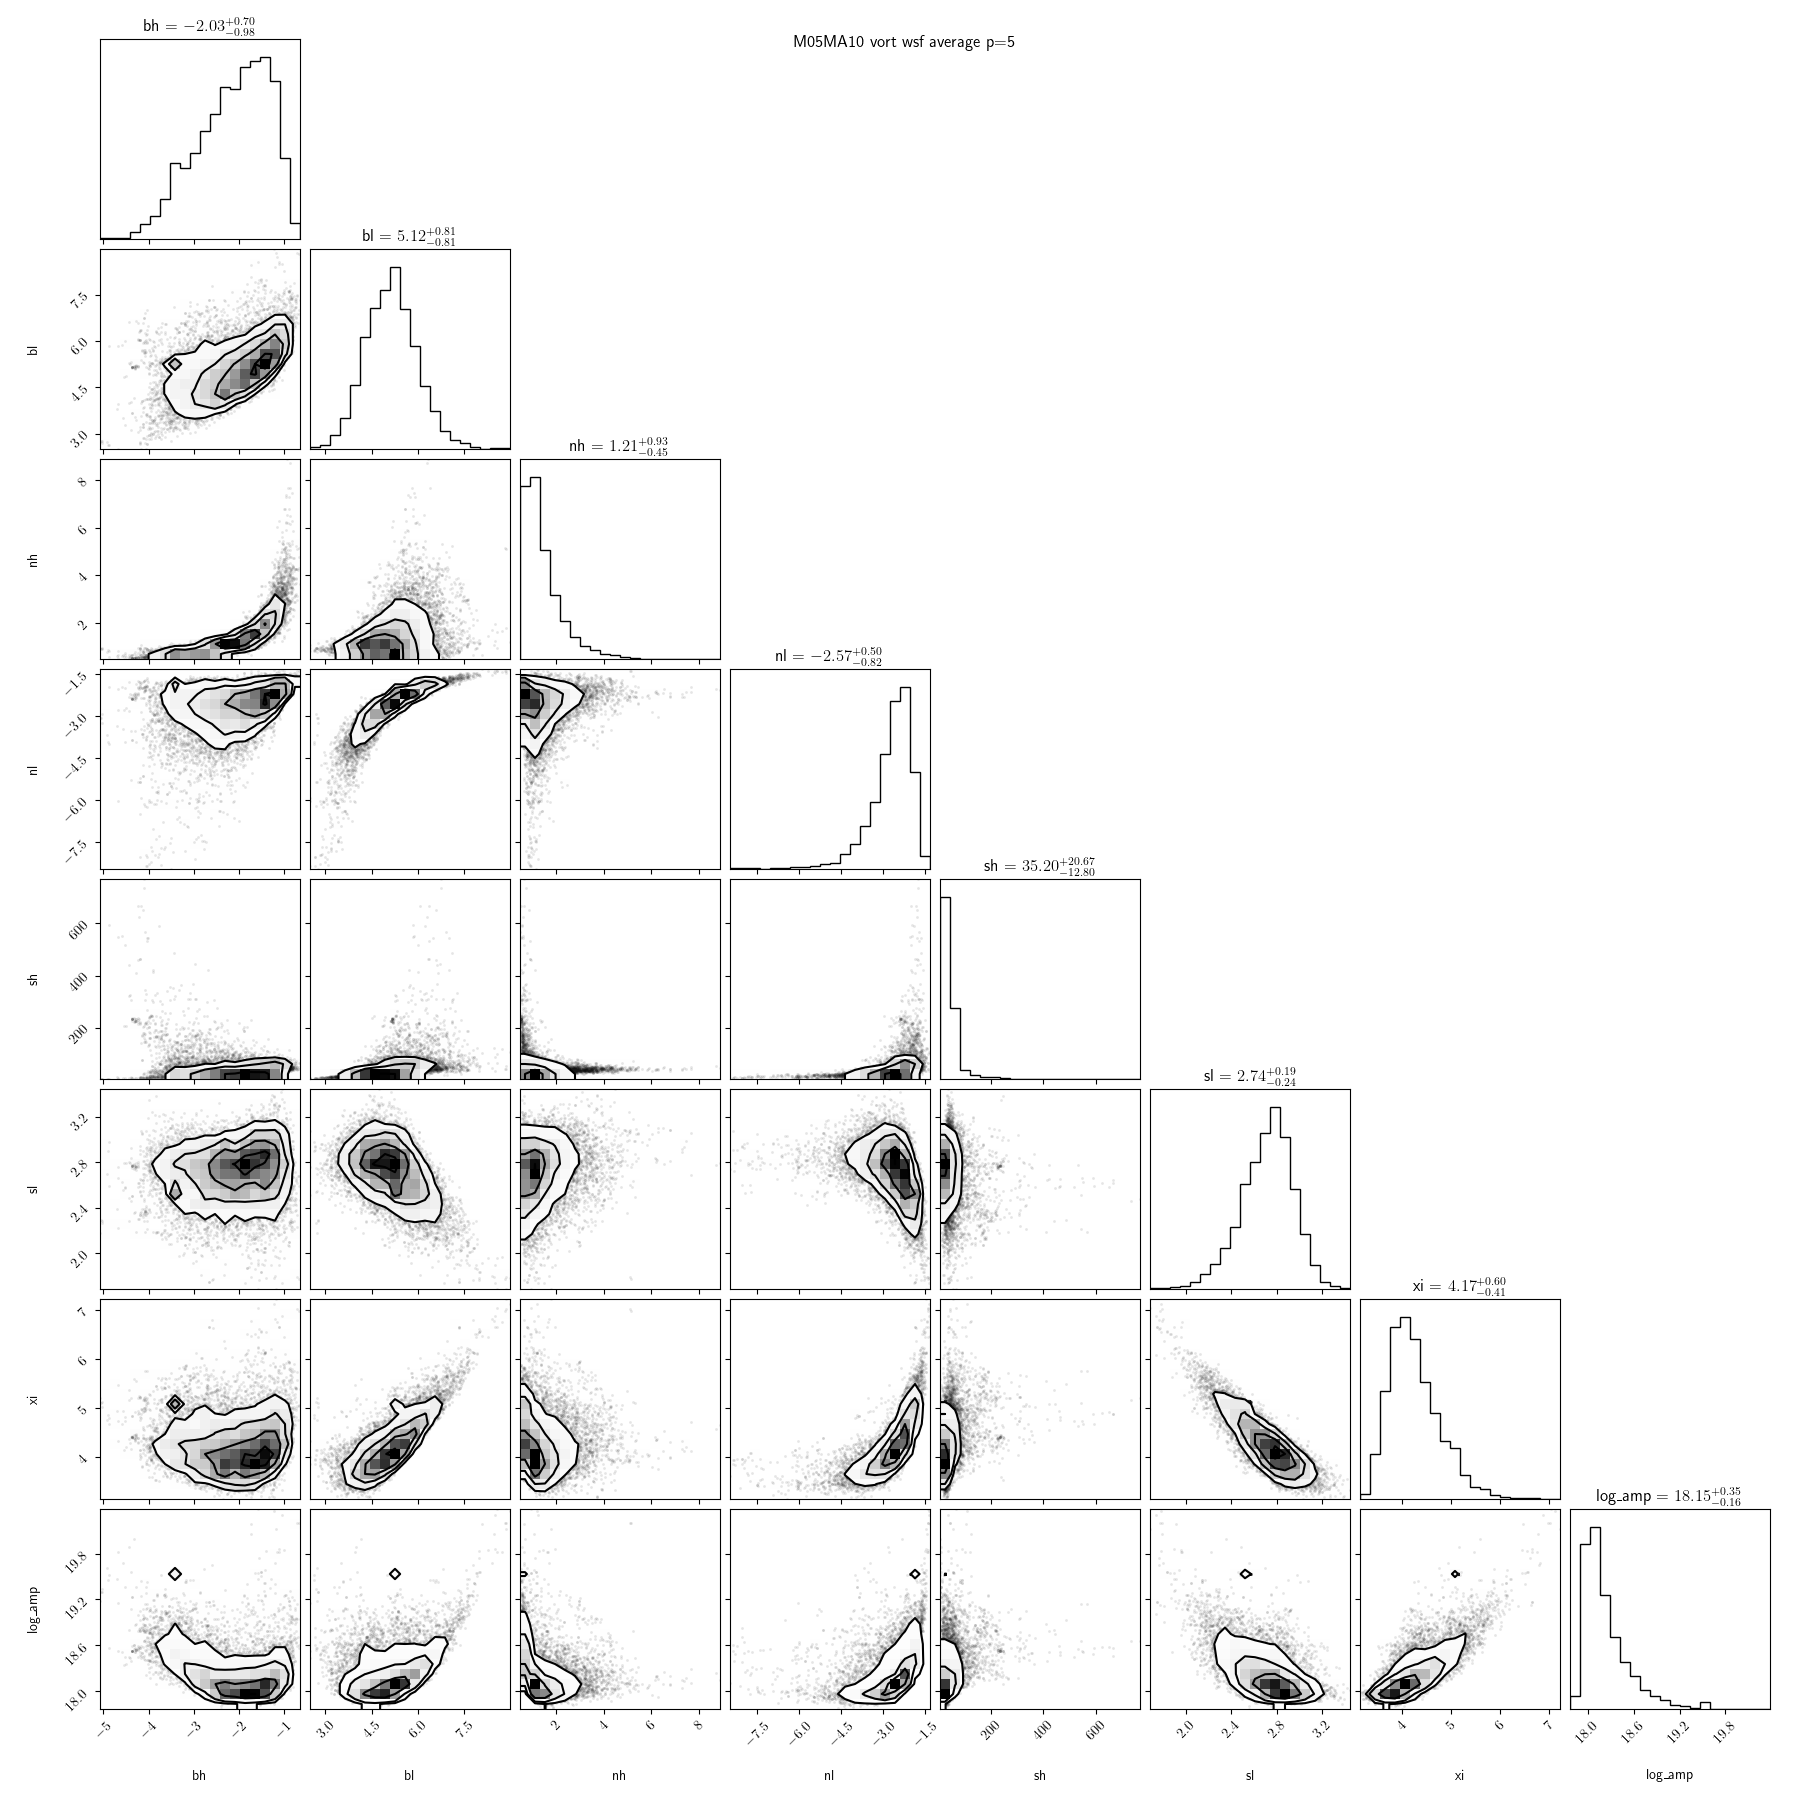 M05MA10 vort wsf average p=5
bh = −2.03 +0.70 −0.98
bl = 5.12 +0.81 −0.81
nh = 1.21 +0.93 −0.45
nl = −2.57 +0.50 −0.82
sh = 35.20 +20.67 −12.80
sl = 2.74 +0.19 −0.24
xi = 4.17 +0.60 −0.41
log_amp = 18.15 +0.35 −0.16
bl
7.5
6.0
4.5
3.0
nh
8
6
4
2
nl
−1.5
−3.0
−4.5
−6.0
−7.5
sh
600
400
200
sl
3.2
2.8
2.4
2.0
xi
7
6
5
4
log_amp
19.8
19.2
18.6
18.0
−5 −4 −3 −2 −1
3.0 4.5 6.0 7.5
2 4 6 8
−7.5 −6.0 −4.5 −3.0 −1.5
200 400 600
2.0 2.4 2.8 3.2
4 5 6 7
18.0 18.6 19.2 19.8
bh bl nh nl sh sl xi log_amp